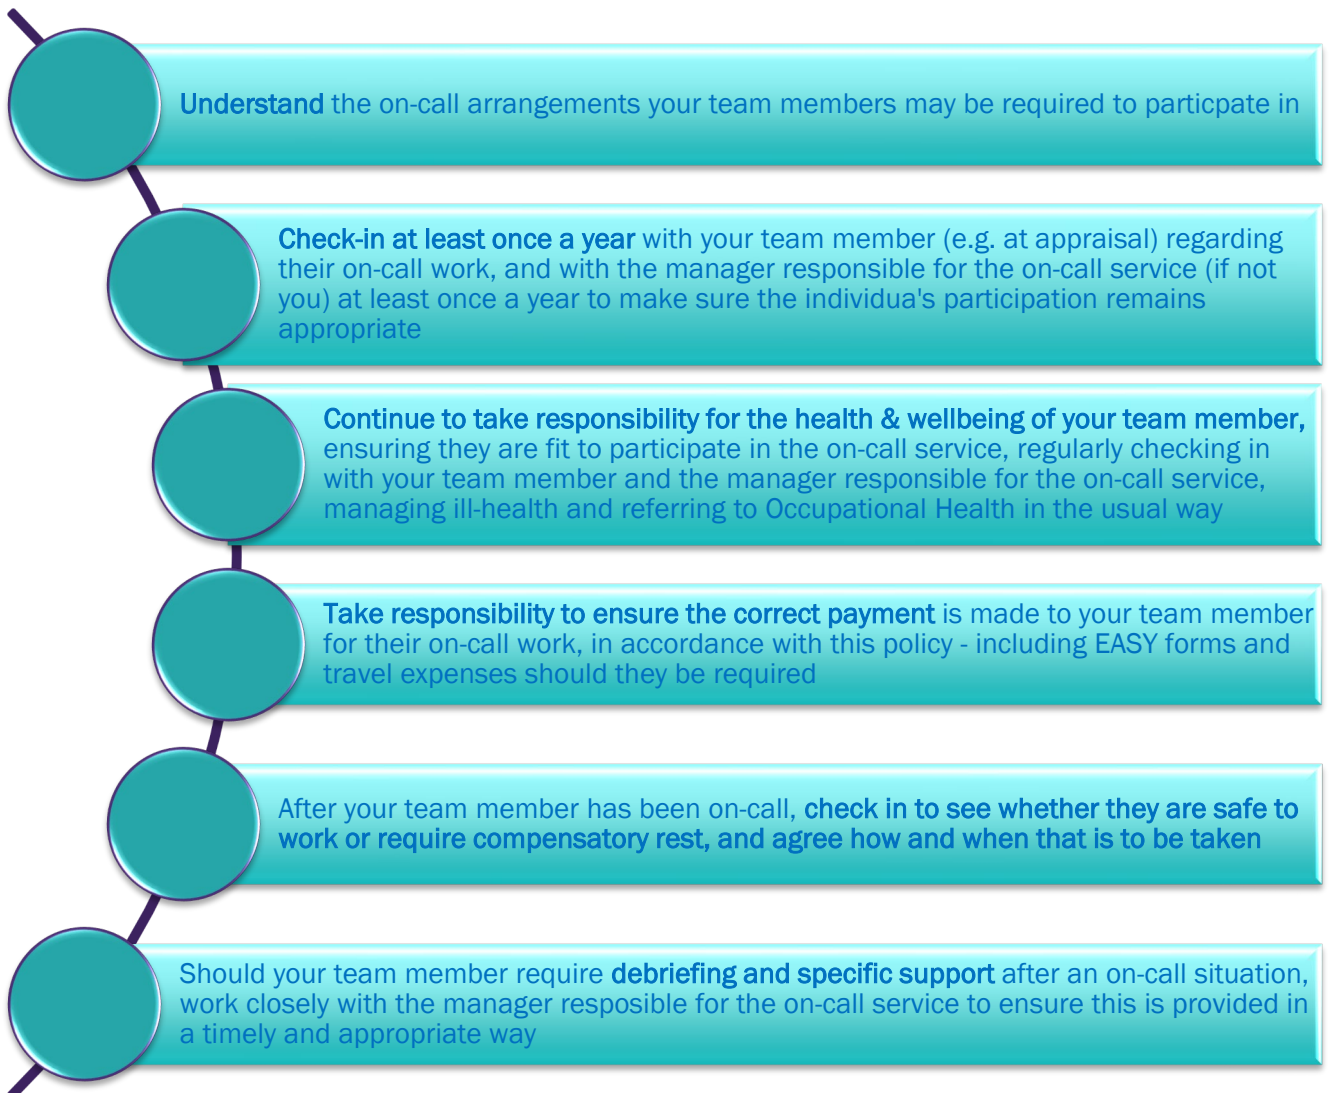 Understand the on-call arrangements your team members may be required to particpate in
Check-in at least once a year with your team member (e.g. at appraisal) regarding
their on-call work, and with the manager responsible for the on-call service (if not
you) at least once a year to make sure the individua's participation remains
appropriate
Continue to take responsibility for the health & wellbeing of your team member,
ensuring they are fit to participate in the on-call service, regularly checking in
with your team member and the manager responsible for the on-call service,
managing ill-health and referring to Occupational Health in the usual way
Take responsibility to ensure the correct payment is made to your team member
for their on-call work, in accordance with this policy - including EASY forms and
travel expenses should they be required
After your team member has been on-call, check in to see whether they are safe to
work or require compensatory rest, and agree how and when that is to be taken
Should your team member require debriefing and specific support after an on-call situation,
work closely with the manager resposible for the on-call service to ensure this is provided in
a timely and appropriate way